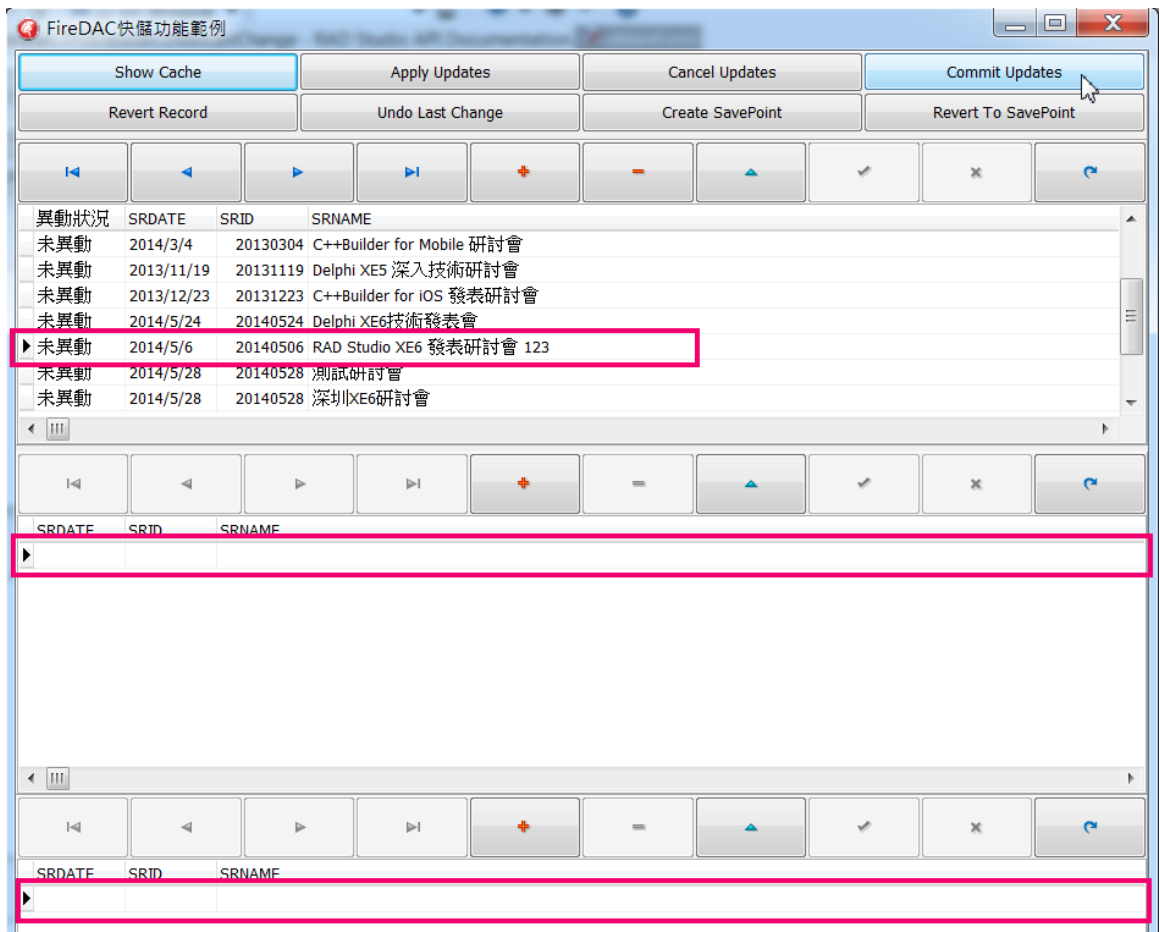 FireDAC快儲功能範例
Show Cache Apply Updates Cancel Updates Commit Updates
Revert Record Undo Last Change Create SavePoint Revert To SavePoint
異動狀況 SRDATE SRID SRNAME
未異動 2014/3/4 20130304 C++Builder for Mobile 研討會
未異動 2013/11/19 20131119 Delphi XE5 深入技術研討會
未異動 2013/12/23 20131223 C++Builder for iOS 發表研討會
未異動 2014/5/24 20140524 Delphi XE6技術發表會
未異動 2014/5/6 20140506 RAD Studio XE6 發表研討會 123
未異動 2014/5/28 20140528 測試研討會
未異動 2014/5/28 20140528 深圳XE6研討會
SRDATE SRID SRNAME
SRDATE SRID SRNAME